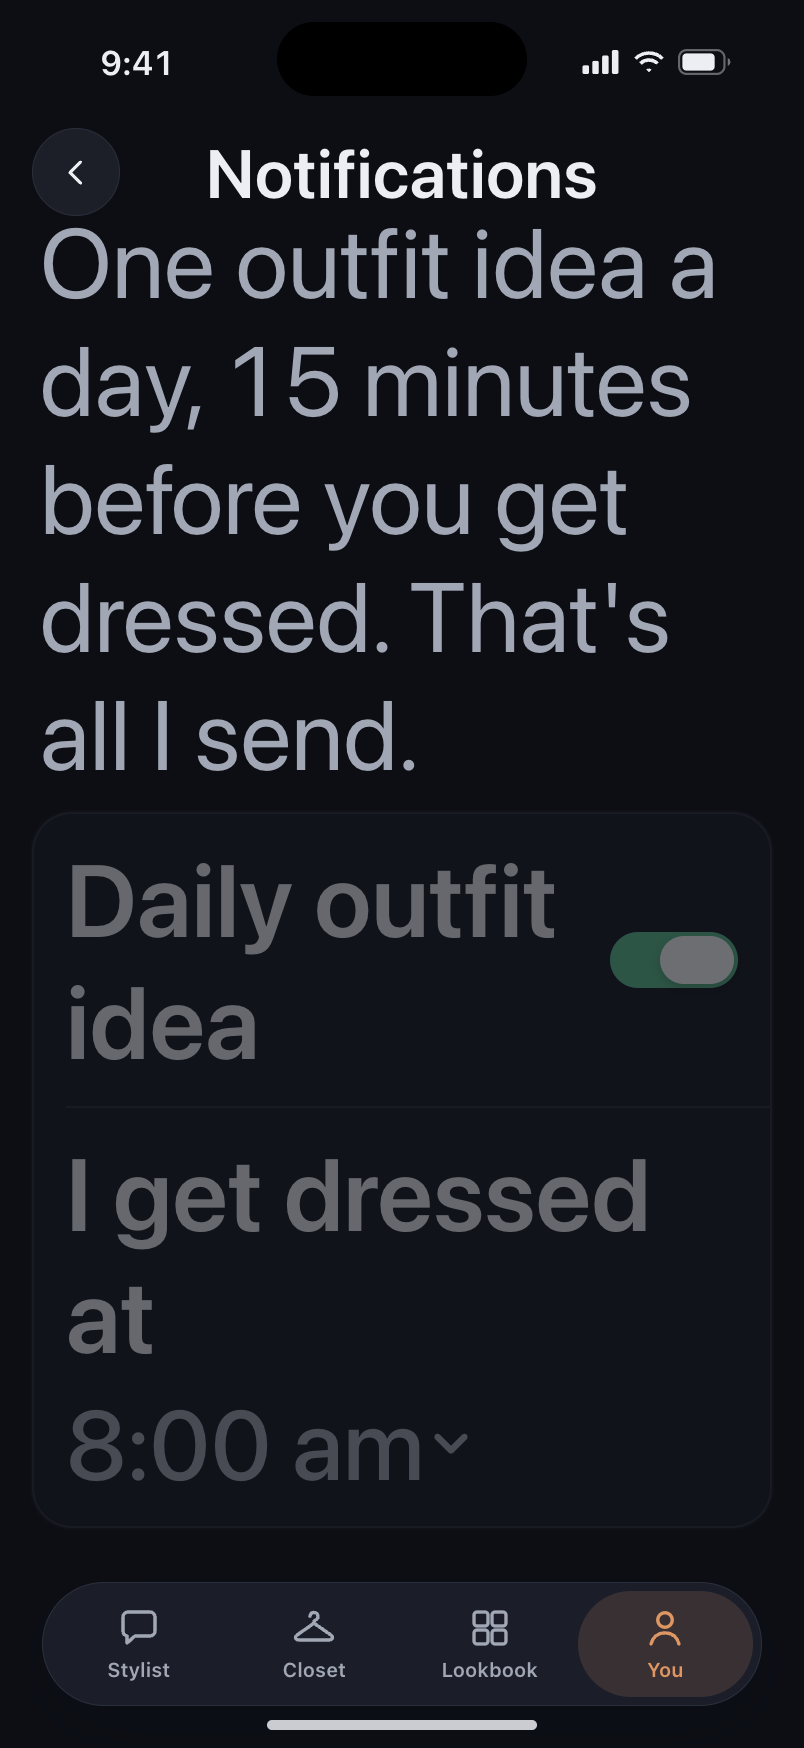 9:41
Notifications
One outfit idea a
day, 15 minutes
before you get
dressed. That's
all I send.
Daily outfit
idea
I get dressed
at
8:00 am
Stylist
Closet
Lookbook
You